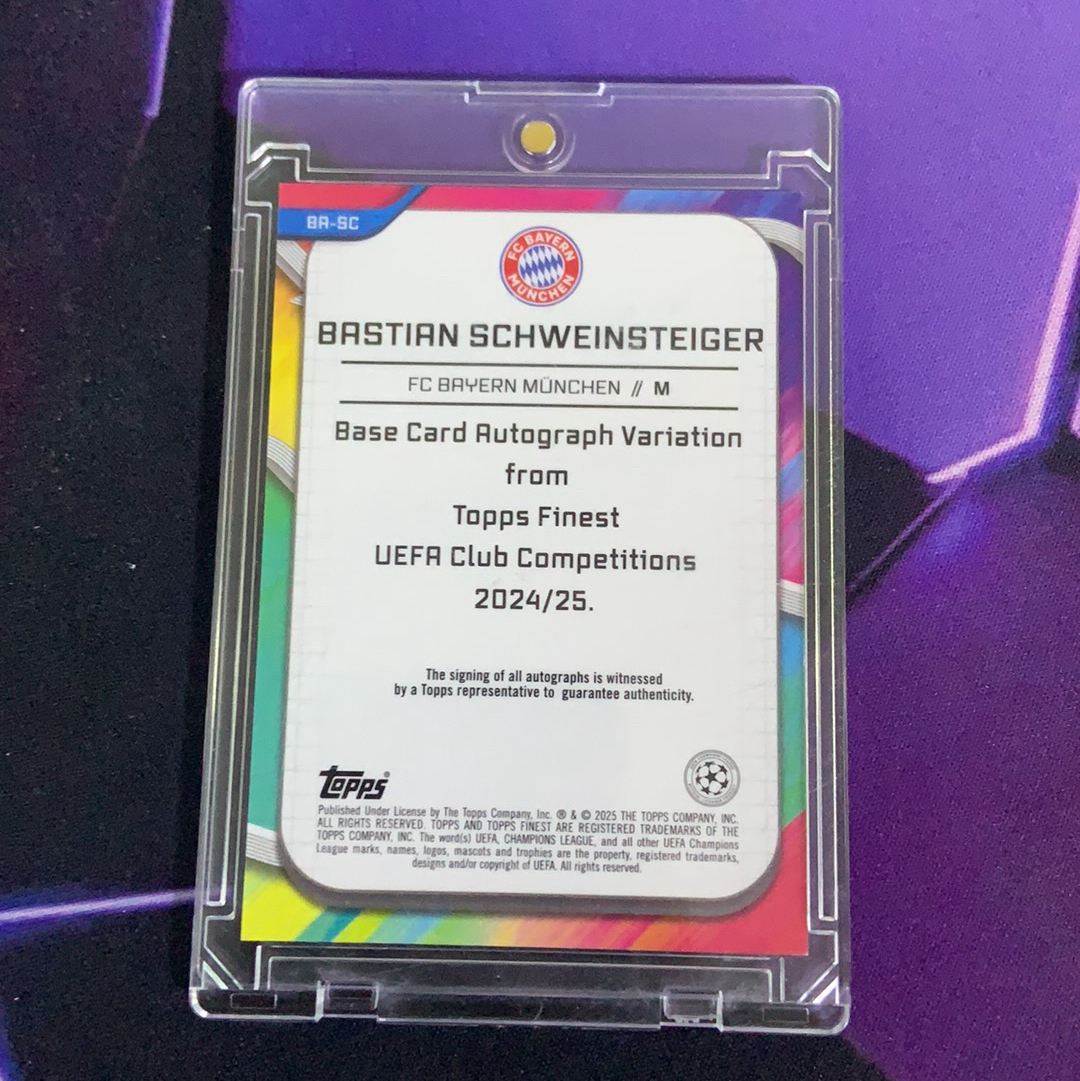 BA-SC
FC BAYERN
MÜNCHEN
BASTIAN SCHWEINSTEIGER
FC BAYERN MÜNCHEN // M
Base Card Autograph Variation
from
Topps Finest
UEFA Club Competitions
2024/25.
The signing of all autographs is witnessed
by a Topps representative to guarantee authenticity.
topps®
Published Under License by The Topps Company, Inc. ® & © 2025 THE TOPPS COMPANY, INC.
ALL RIGHTS RESERVED. TOPPS AND TOPPS FINEST ARE REGISTERED TRADEMARKS OF THE
TOPPS COMPANY, INC. The word(s) UEFA, CHAMPIONS LEAGUE, and all other UEFA Champions
League marks, names, logos, mascots and trophies are the property, registered trademarks,
designs and/or copyright of UEFA. All rights reserved.